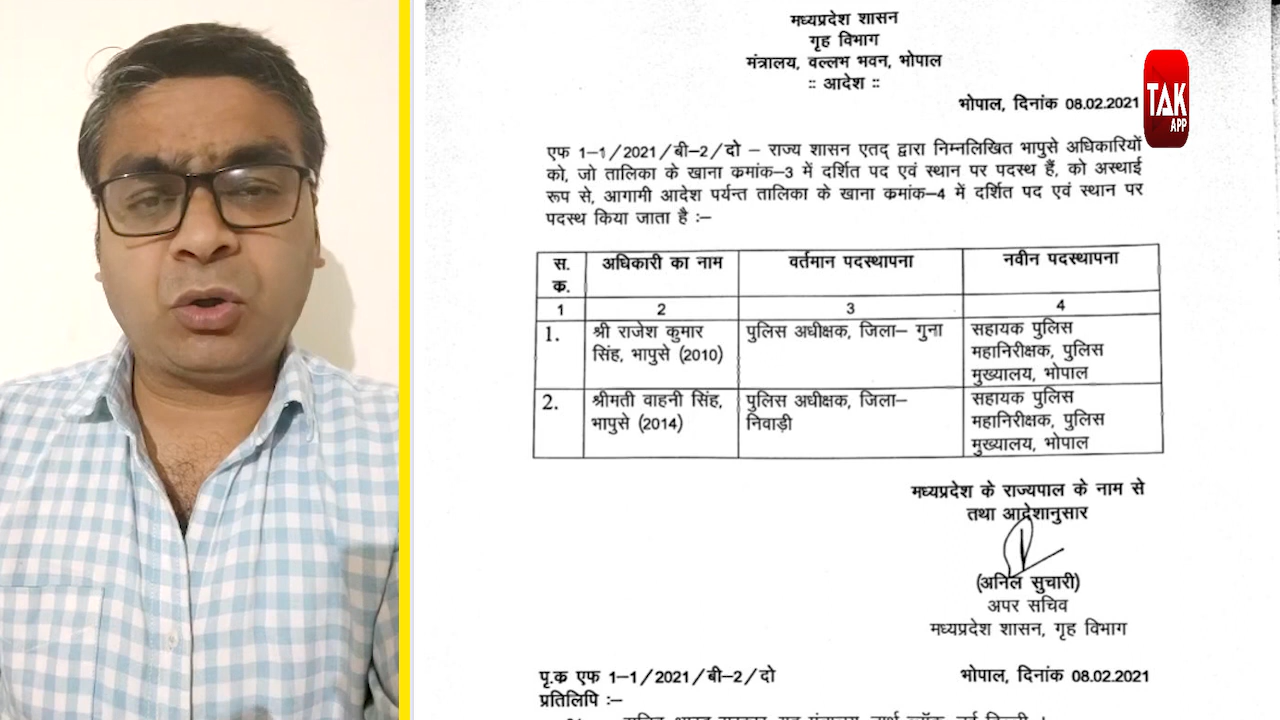 मध्यप्रदेश शासन
गृह विभाग
मंत्रालय, वल्लभ भवन, भोपाल
:: आदेश ::
भोपाल, दिनांक 08.02.2021
TAK
APP
एफ 1–1/2021/बी–2/दो – राज्य शासन एतद् द्वारा निम्नलिखित भापुसे अधिकारियों
को, जो तालिका के खाना क्रमांक–3 में दर्शित पद एवं स्थान पर पदस्थ हैं, को अस्थाई
रूप से, आगामी आदेश पर्यन्त तालिका के खाना क्रमांक–4 में दर्शित पद एवं स्थान पर
पदस्थ किया जाता है :–
स. क. अधिकारी का नाम वर्तमान पदस्थापना नवीन पदस्थापना
1 2 3 4
1. श्री राजेश कुमार पुलिस अधीक्षक, जिला– गुना सहायक पुलिस
सिंह, भापुसे (2010) महानिरीक्षक, पुलिस
मुख्यालय, भोपाल
2. श्रीमती वाहनी सिंह, पुलिस अधीक्षक, जिला– सहायक पुलिस
भापुसे (2014) निवाड़ी महानिरीक्षक, पुलिस
मुख्यालय, भोपाल
मध्यप्रदेश के राज्यपाल के नाम से
तथा आदेशानुसार
(अनिल सुचारी)
अपर सचिव
मध्यप्रदेश शासन, गृह विभाग
पृ.क एफ 1–1/2021/बी–2/दो भोपाल, दिनांक 08.02.2021
प्रतिलिपि :–